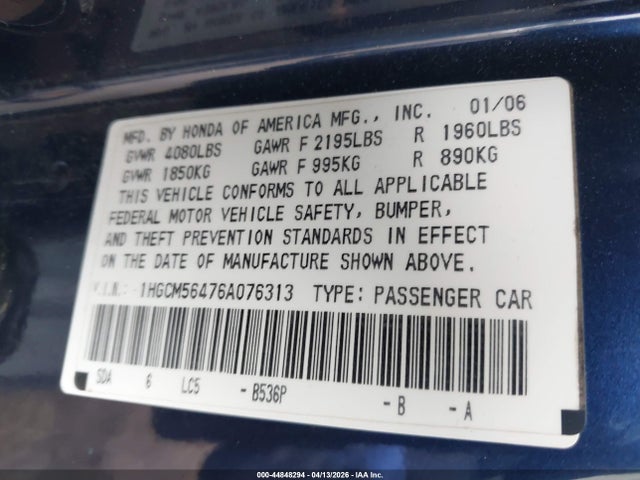 MFD. BY HONDA OF AMERICA MFG., INC. 01/06
GVWR 4080LBS GAWR F 2195LBS R 1960LBS
GVWR 1850KG GAWR F 995KG R 890KG
THIS VEHICLE CONFORMS TO ALL APPLICABLE
FEDERAL MOTOR VEHICLE SAFETY, BUMPER,
AND THEFT PREVENTION STANDARDS IN EFFECT
ON THE DATE OF MANUFACTURE SHOWN ABOVE.
V.I.N.: 1HGCM56476A076313 TYPE: PASSENGER CAR
SDA 6 LC5 - B536P - B - A
000-44848294 - 04/13/2026 - IAA Inc.